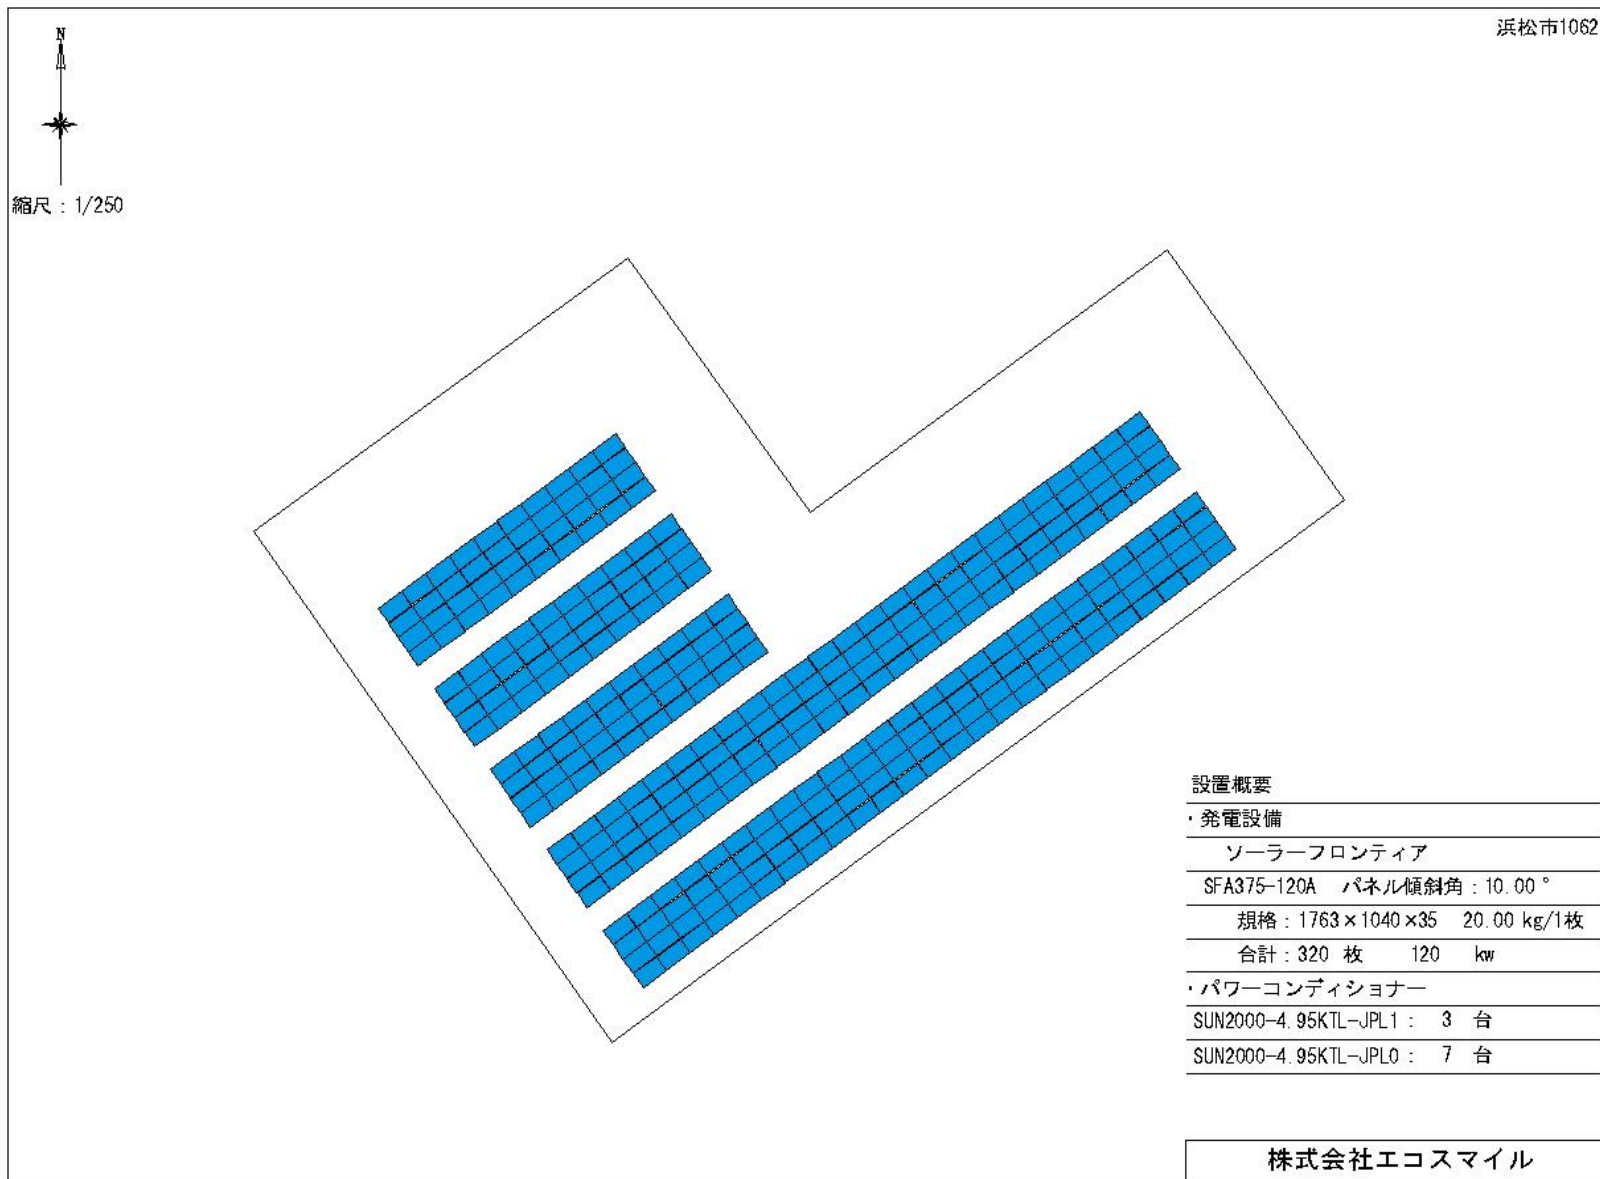 浜松市1062
N
縮尺：1/250
設置概要
・発電設備
ソーラーフロンティア
SFA375-120A パネル傾斜角：10.00°
規格：1763×1040×35 20.00 kg/1枚
合計：320 枚 120 kw
・パワーコンディショナー
SUN2000-4.95KTL-JPL1： 3 台
SUN2000-4.95KTL-JPL0： 7 台
株式会社エコスマイル